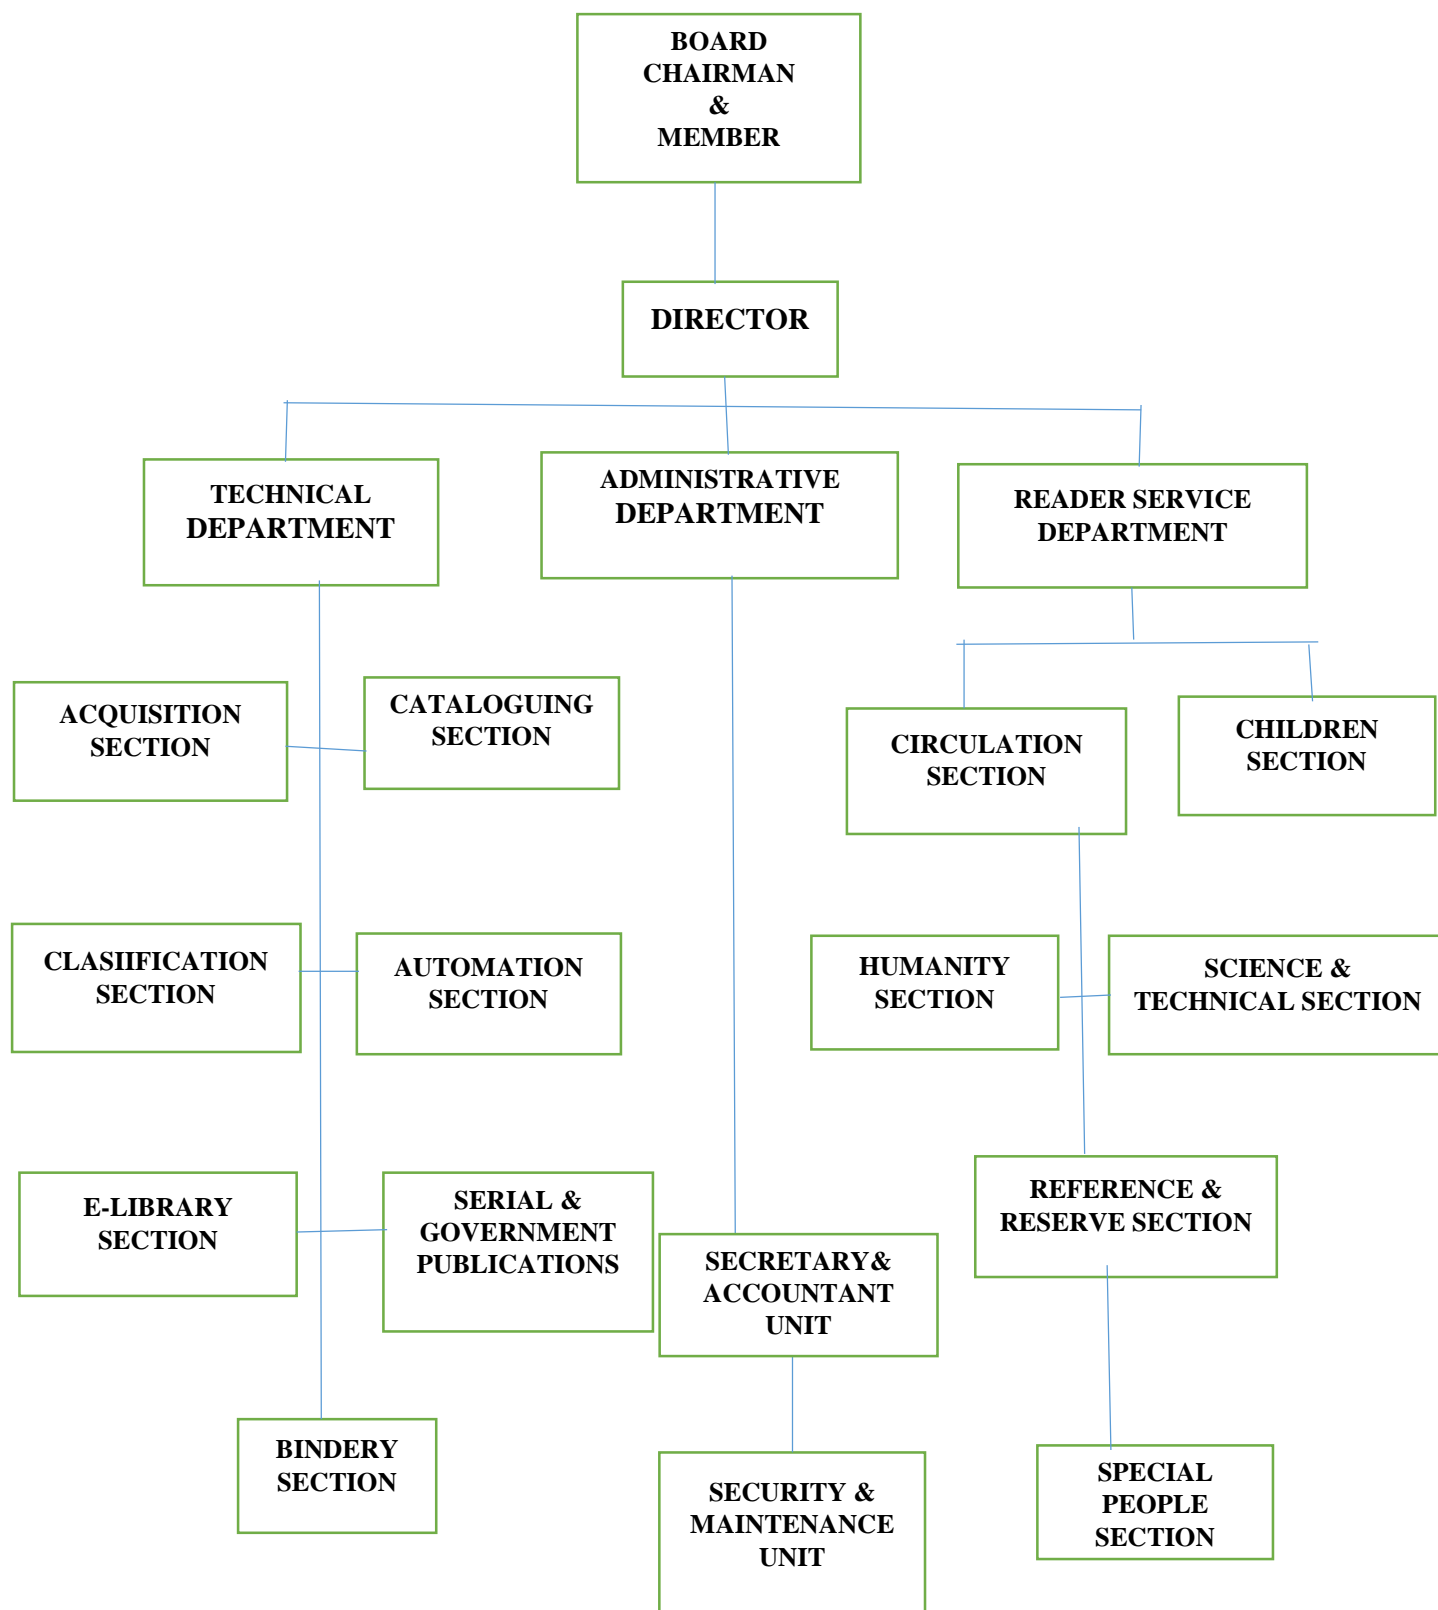 BOARD
CHAIRMAN
&
MEMBER
DIRECTOR
TECHNICAL
DEPARTMENT
ADMINISTRATIVE
DEPARTMENT
READER SERVICE
DEPARTMENT
ACQUISITION
SECTION
CATALOGUING
SECTION
CIRCULATION
SECTION
CHILDREN
SECTION
CLASIIFICATION
SECTION
AUTOMATION
SECTION
HUMANITY
SECTION
SCIENCE &
TECHNICAL SECTION
E-LIBRARY
SECTION
SERIAL &
GOVERNMENT
PUBLICATIONS
SECRETARY&
ACCOUNTANT
UNIT
REFERENCE &
RESERVE SECTION
BINDERY
SECTION
SECURITY &
MAINTENANCE
UNIT
SPECIAL
PEOPLE
SECTION